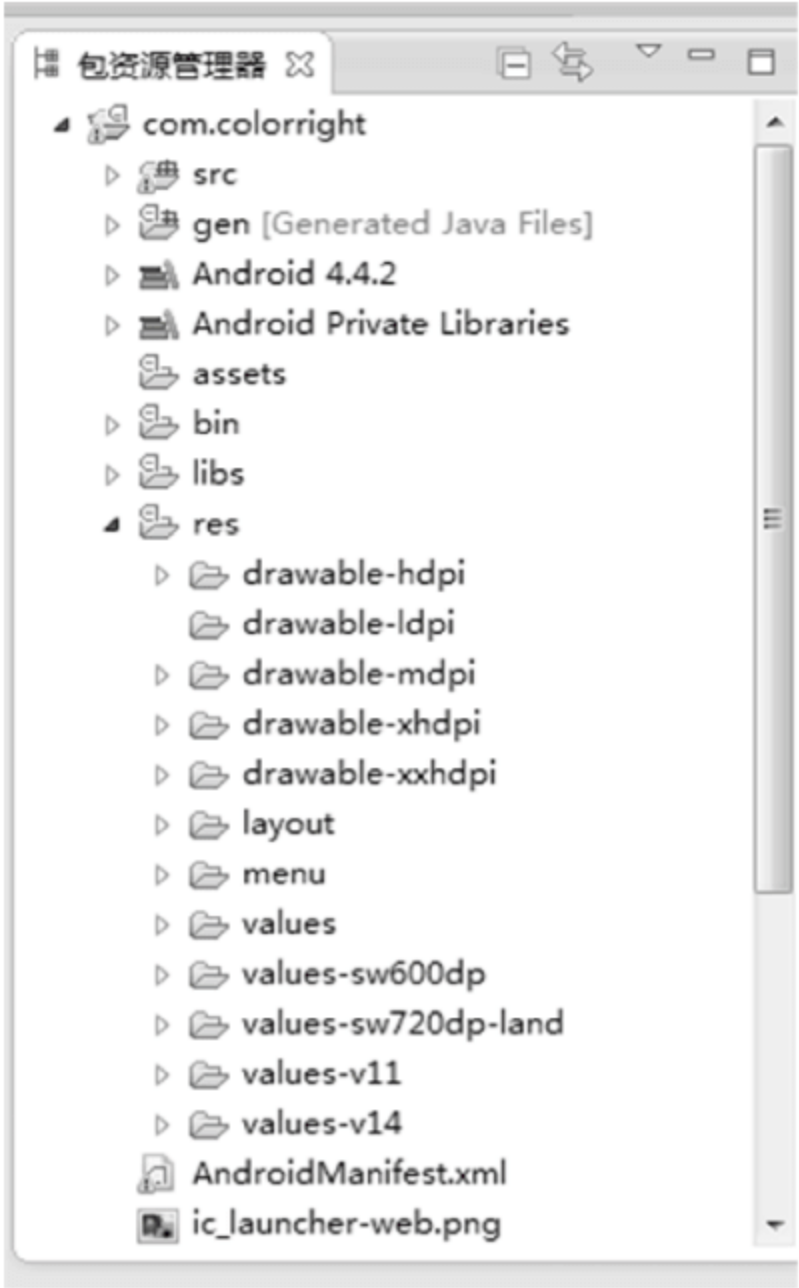 包资源管理器
com.colorright
src
gen [Generated Java Files]
Android 4.4.2
Android Private Libraries
assets
bin
libs
res
drawable-hdpi
drawable-ldpi
drawable-mdpi
drawable-xhdpi
drawable-xxhdpi
layout
menu
values
values-sw600dp
values-sw720dp-land
values-v11
values-v14
AndroidManifest.xml
ic_launcher-web.png